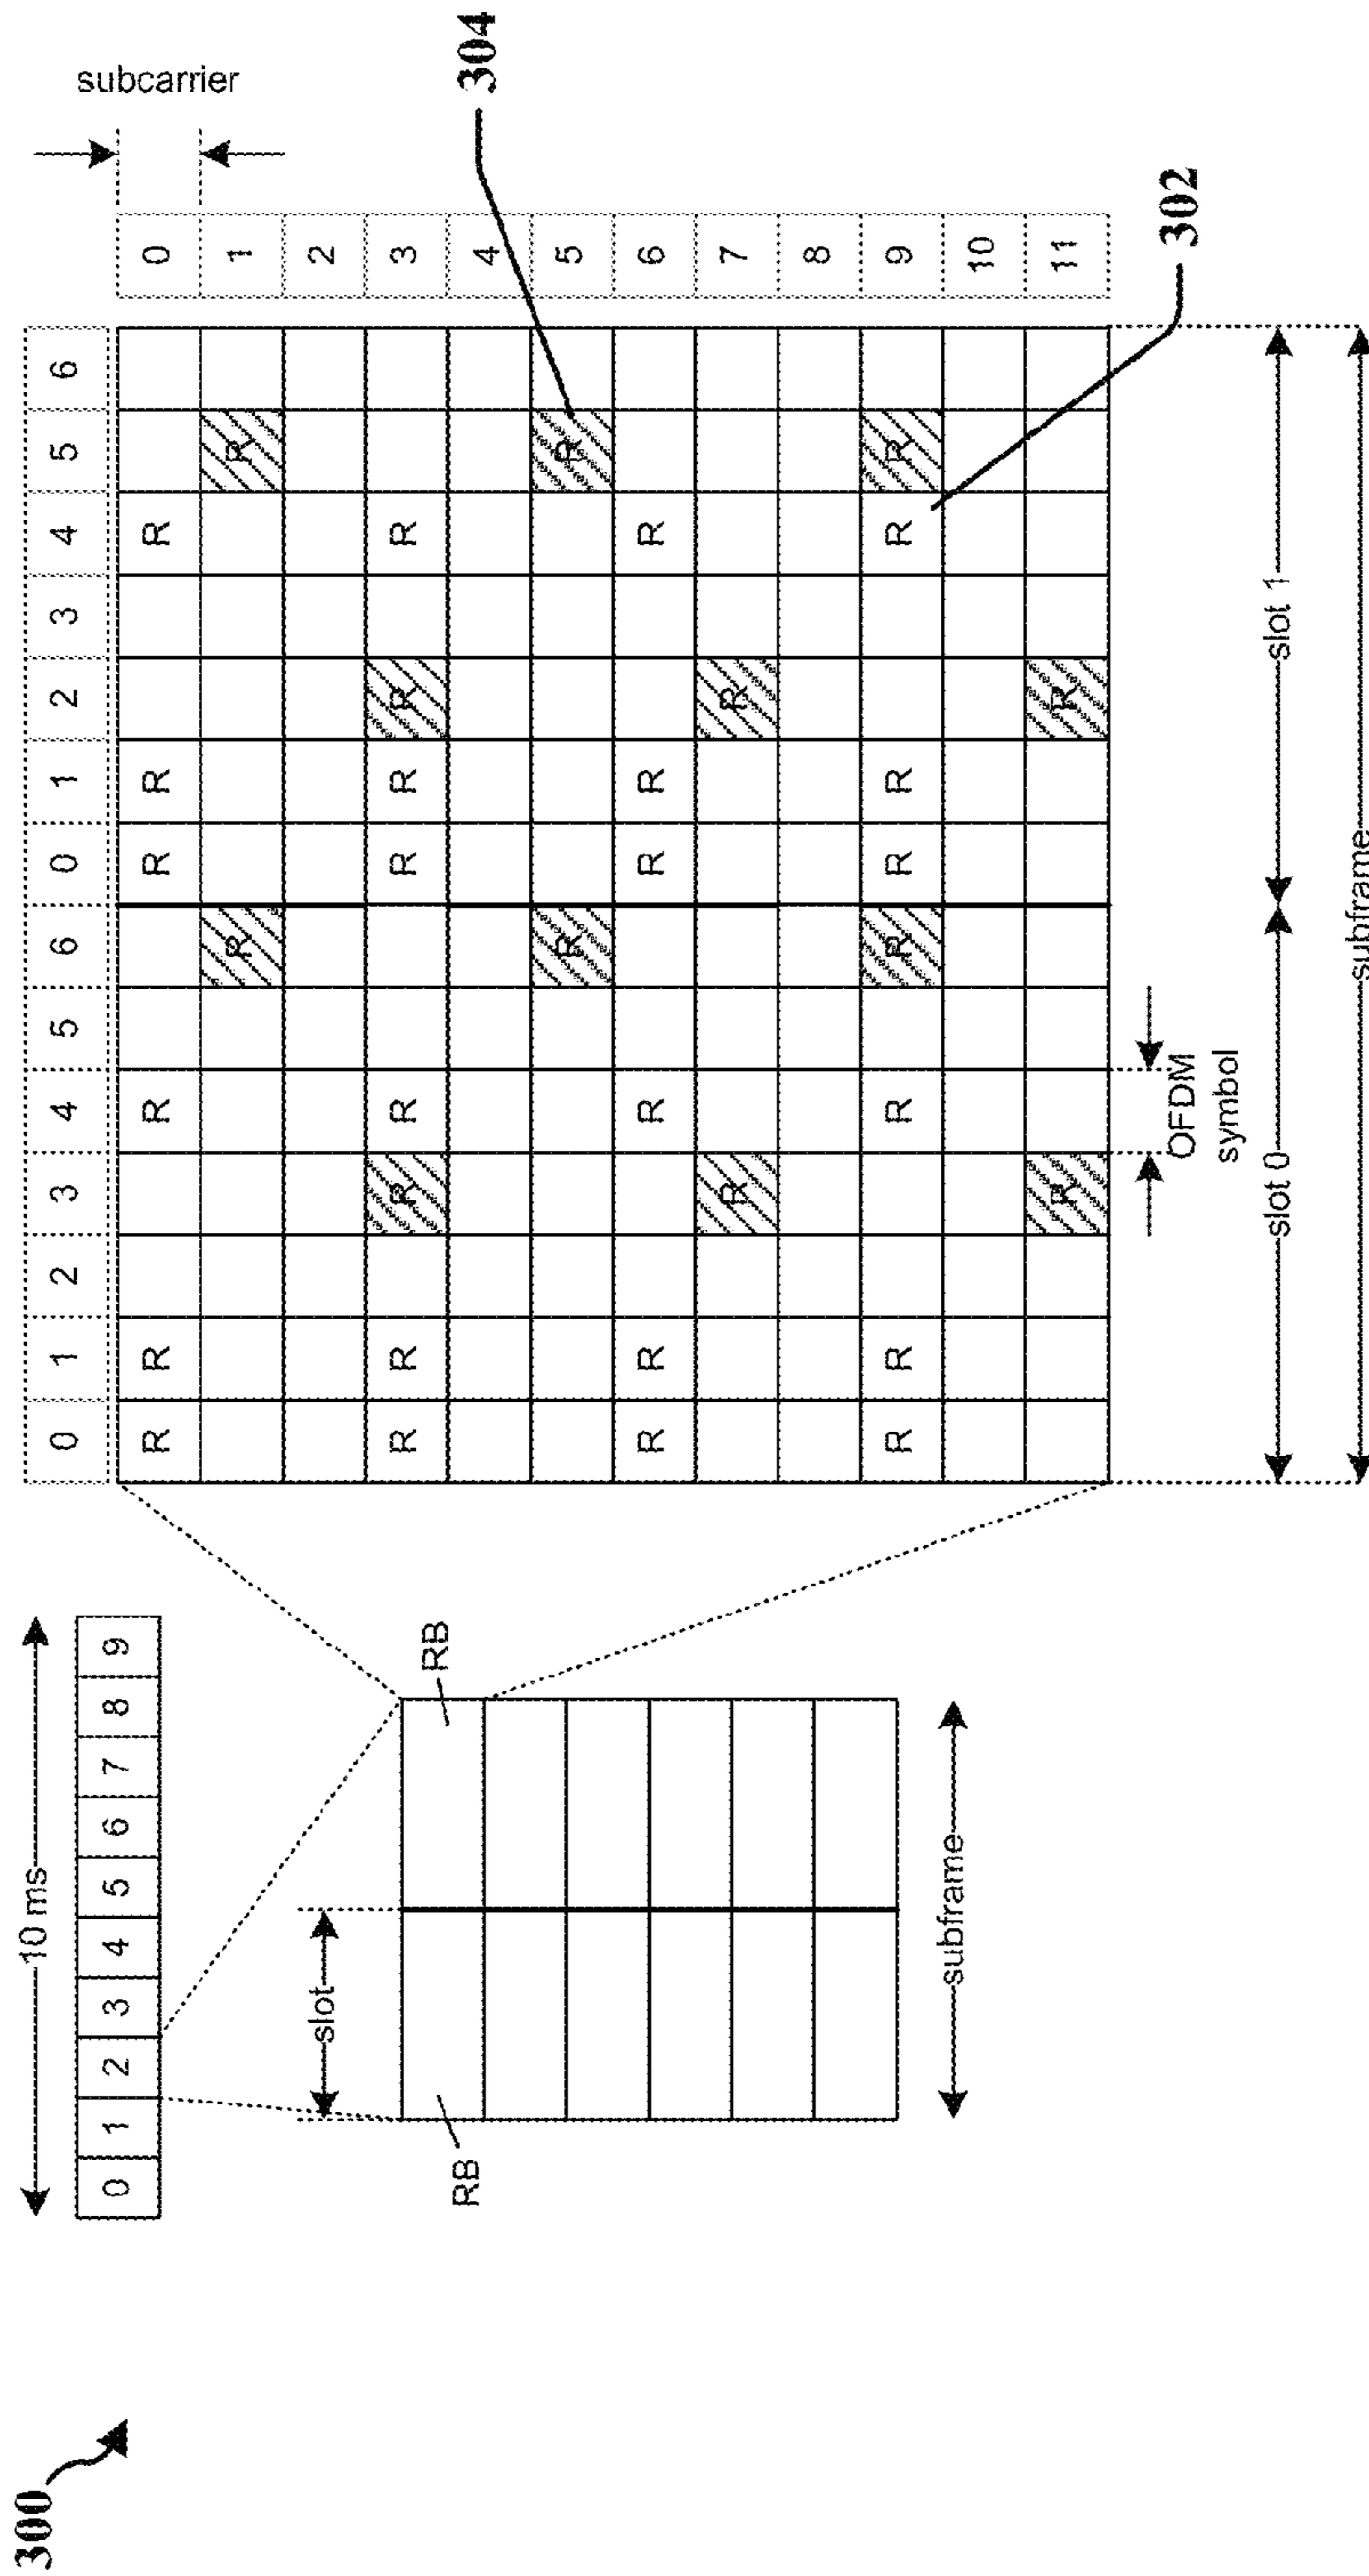 300
10 ms
0 1 2 3 4 5 6 7 8 9
slot
RB RB
subframe
0 1 2 3 4 5 6 0 1 2 3 4 5 6
subcarrier
R R R R R R 0
R R 1
2
R R R R R R R R 3
4
R R 5
R R R R R R 6
R R 7
8
R R R R R R R R 9
10
R R 11
304
302
OFDM
symbol
slot 0 slot 1
subframe